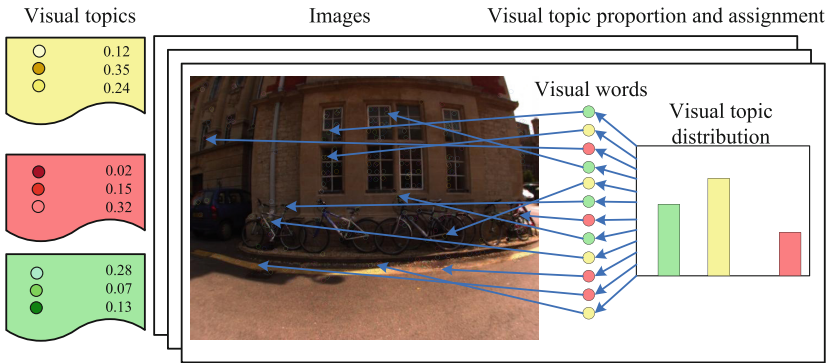 Visual topics
Images
Visual topic proportion and assignment
0.12
0.35
0.24
0.02
0.15
0.32
0.28
0.07
0.13
Visual words
Visual topic
distribution